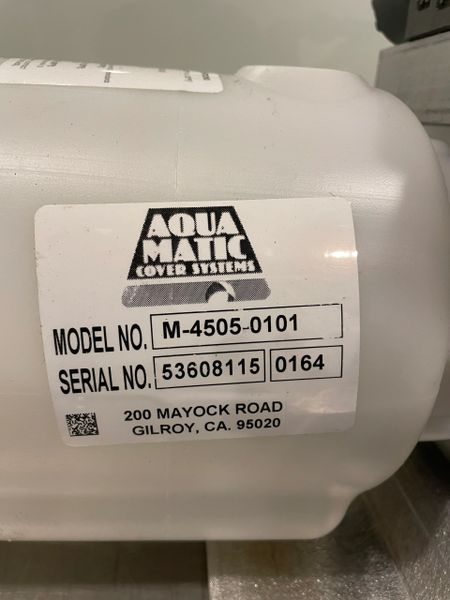 AQUA
MATIC
COVER SYSTEMS
MODEL NO. M-4505-0101
SERIAL NO. 53608115 0164
200 MAYOCK ROAD
GILROY, CA. 95020